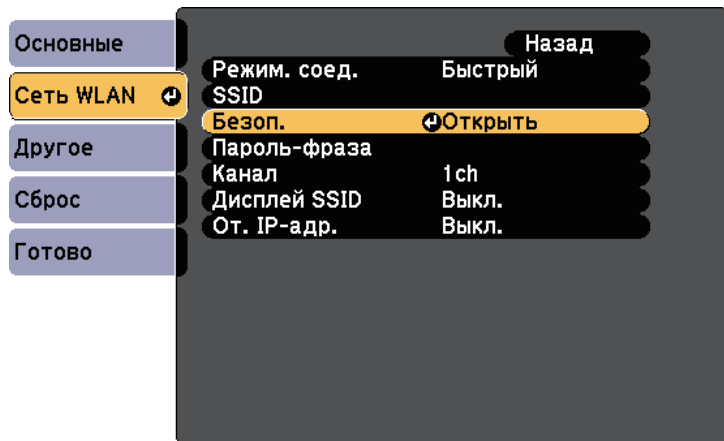 Основные
Сеть WLAN
Другое
Сброс
Готово
Назад
Режим. соед. Быстрый
SSID
Безоп. Открыть
Пароль-фраза
Канал 1ch
Дисплей SSID Выкл.
От. IP-адр. Выкл.